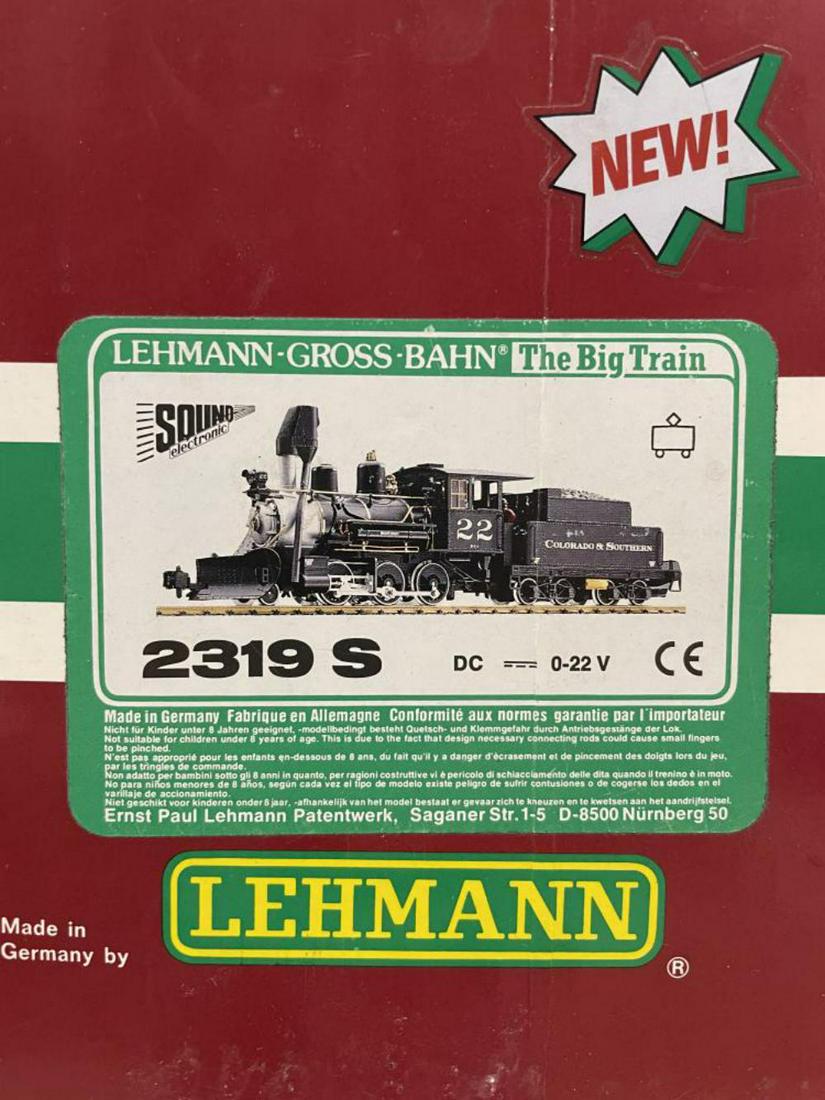 NEW!
LEHMANN-GROSS-BAHN® The Big Train
SOUND
electronic
22
COLORADO & SOUTHERN
2319 S
DC 0-22 V CE
Made in Germany Fabrique en Allemagne Conformité aux normes garantie par l'importateur
Nicht für Kinder unter 8 Jahren geeignet, -modellbedingt besteht Quetsch- und Klemmgefahr durch Antriebsgestänge der Lok.
Not suitable for children under 8 years of age. This is due to the fact that design necessary connecting rods could cause small fingers
to be pinched.
N'est pas approprié pour les enfants en-dessous de 8 ans, du fait qu'il y a danger d'écrasement et de pincement des doigts lors du jeu,
par les tringles de commande.
Non adatto per bambini sotto gli 8 anni in quanto, per ragioni costruttive vi è pericolo di schiacciamento delle dita quando il trenino è in moto.
No para niños menores de 8 años, según cada vez el tipo de modelo existe peligro de sufrir contusiones o de cogerse los dedos en el
varillaje de accionamiento.
Niet geschikt voor kinderen onder 8 jaar, -afhankelijk van het model bestaat er gevaar zich te kneuzen en te kwetsen aan het aandrijfstelsel.
Ernst Paul Lehmann Patentwerk, Saganer Str. 1-5 D-8500 Nürnberg 50
LEHMANN
®
Made in
Germany by